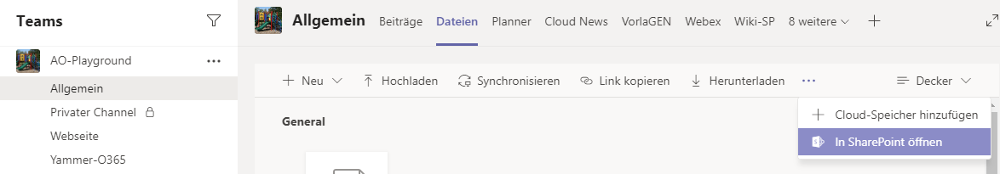 Teams
AO-Playground
Allgemein
Privater Channel
Webseite
Yammer-O365
Allgemein Beiträge Dateien Planner Cloud News VorlaGEN Webex Wiki-SP 8 weitere
Neu Hochladen Synchronisieren Link kopieren Herunterladen ... Decker
Cloud-Speicher hinzufügen
In SharePoint öffnen
General